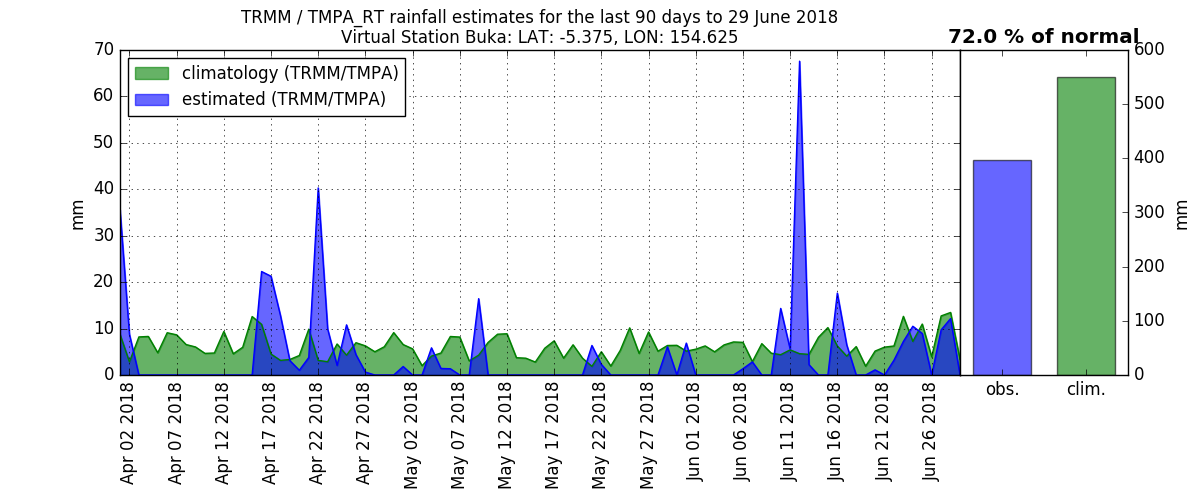 TRMM / TMPA_RT rainfall estimates for the last 90 days to 29 June 2018
Virtual Station Buka: LAT: -5.375, LON: 154.625
72.0 % of normal
climatology (TRMM/TMPA)
estimated (TRMM/TMPA)
70
60
50
40
30
20
10
0
mm
Apr 02 2018
Apr 07 2018
Apr 12 2018
Apr 17 2018
Apr 22 2018
Apr 27 2018
May 02 2018
May 07 2018
May 12 2018
May 17 2018
May 22 2018
May 27 2018
Jun 01 2018
Jun 06 2018
Jun 11 2018
Jun 16 2018
Jun 21 2018
Jun 26 2018
obs.
clim.
600
500
400
300
200
100
0
mm